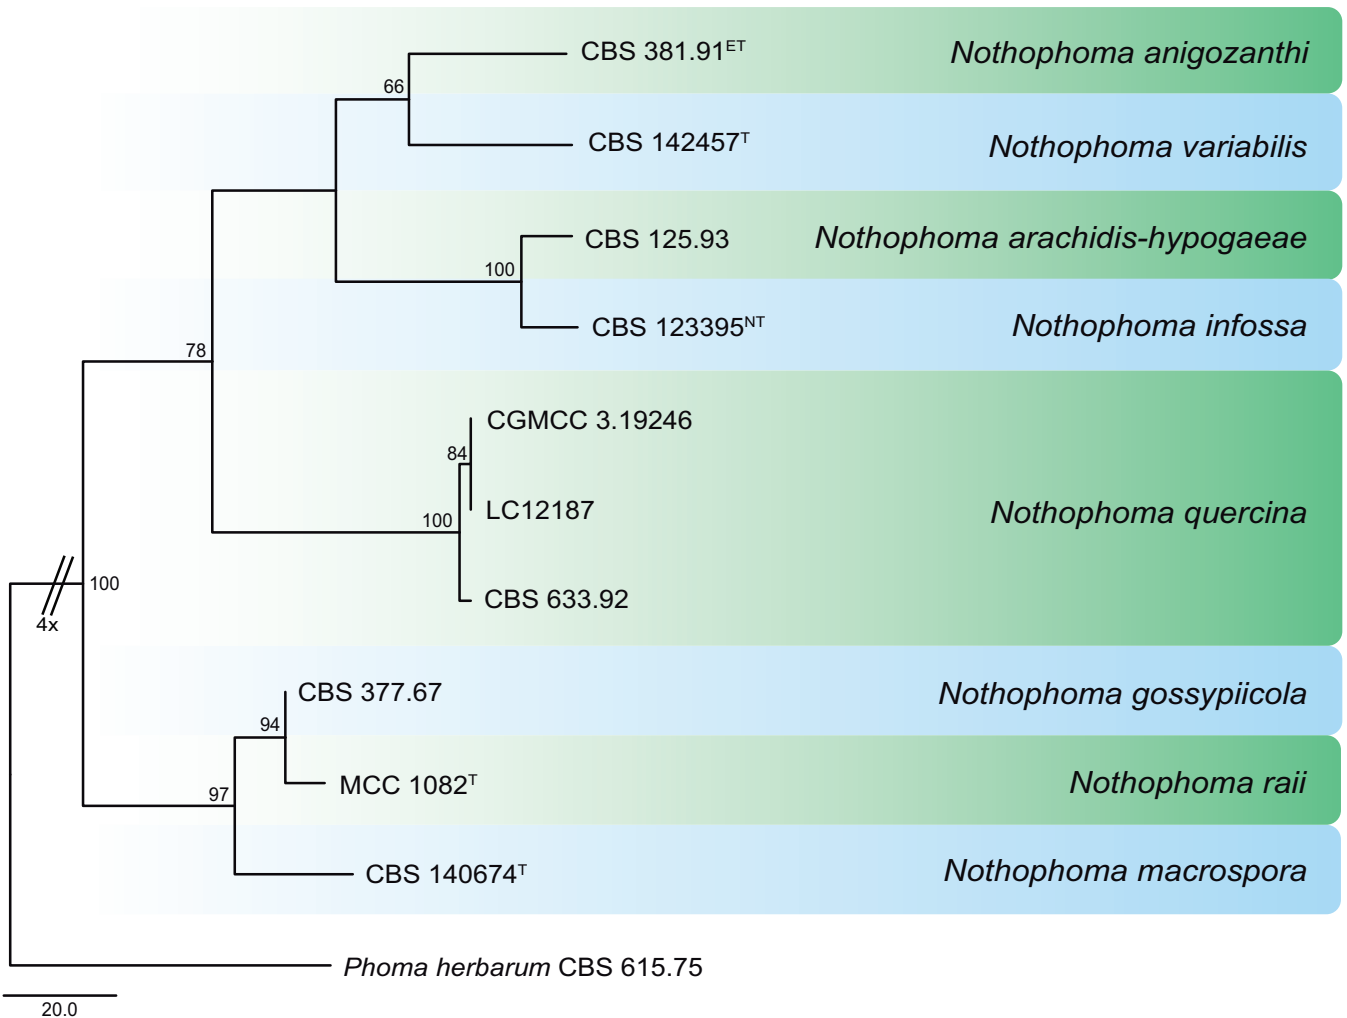 CBS 381.91ET Nothophoma anigozanthi
66
CBS 142457T Nothophoma variabilis
CBS 125.93 Nothophoma arachidis-hypogaeae
100
CBS 123395NT Nothophoma infossa
78
CGMCC 3.19246
84
LC12187 Nothophoma quercina
100
CBS 633.92
100
4x
CBS 377.67 Nothophoma gossypiicola
94
MCC 1082T Nothophoma raii
97
CBS 140674T Nothophoma macrospora
Phoma herbarum CBS 615.75
20.0